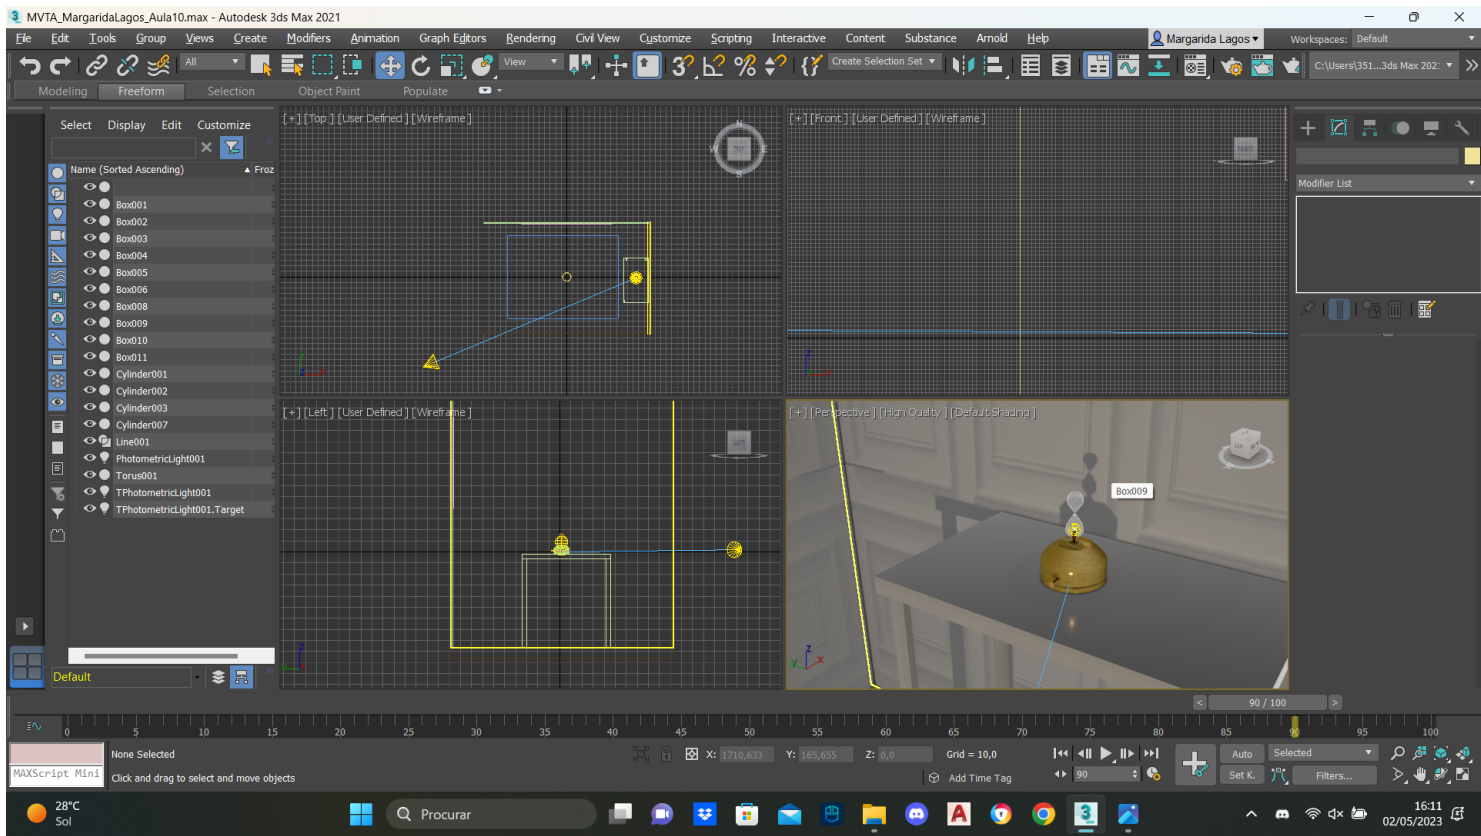 MVTA_MargaridaLagos_Aula10.max - Autodesk 3ds Max 2021
File Edit Tools Group Views Create Modifiers Animation Graph Editors Rendering Civil View Customize Scripting Interactive Content Substance Arnold Help Margarida Lagos Workspaces: Default
All View Create Selection Set C:\Users\351...3ds Max 202:
Modeling Freeform Selection Object Paint Populate
Select Display Edit Customize
Name (Sorted Ascending) Froz
Box001
Box002
Box003
Box004
Box005
Box006
Box008
Box009
Box010
Box011
Cylinder001
Cylinder002
Cylinder003
Cylinder007
Line001
PhotometricLight001
Torus001
TPhotometricLight001
TPhotometricLight001.Target
Default
[+] [Top ] [User Defined ] [Wireframe ]
N
W E
S
TOP
[+] [Front ] [User Defined ] [Wireframe ]
FRONT
[+] [Left ] [User Defined ] [Wireframe ]
LEFT
[+] [Perspective ] [High Quality ] [Default Shading ]
Box009
z
y x
Modifier List
90 / 100
0 5 10 15 20 25 30 35 40 45 50 55 60 65 70 75 80 85 90 95 100
None Selected
X: 1710,633 Y: 165,655 Z: 0,0 Grid = 10,0
Auto Selected
MAXScript Mini
Click and drag to select and move objects
Add Time Tag
90
Set K. Filters...
28°C
Sol
Procurar
16:11
02/05/2023